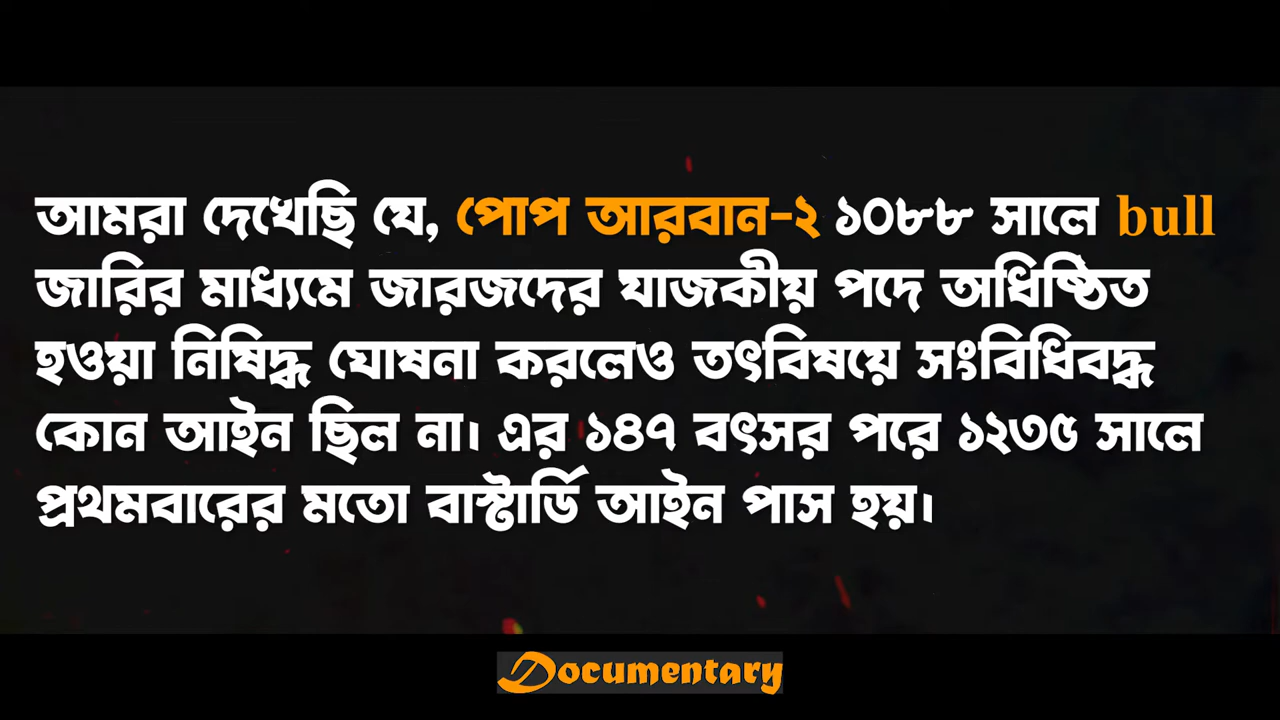 আমরা দেখেছি যে, পোপ আরবান-২ ১০৮৮ সালে bull
জারির মাধ্যমে জারজদের যাজকীয় পদে অধিষ্ঠিত
হওয়া নিষিদ্ধ ঘোষনা করলেও তৎবিষয়ে সংবিধিবদ্ধ
কোন আইন ছিল না। এর ১৪৭ বৎসর পরে ১২৩৫ সালে
প্রথমবারের মতো বাস্টার্ডি আইন পাস হয়।
Documentary